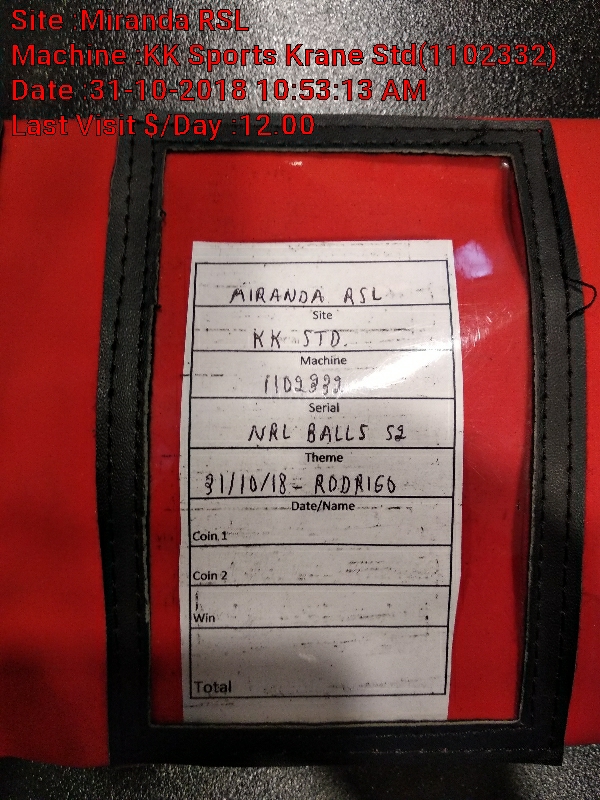 Site :Miranda RSL
Machine :KK Sports Krane Std(1102332)
Date :31-10-2018 10:53:13 AM
Last Visit $/Day :12.00
MIRANDA RSL
Site
KK STD.
Machine
1102332
Serial
NRL BALLS S2
Theme
31/10/18- RODRIGO
Date/Name
Coin 1
Coin 2
Win
Total